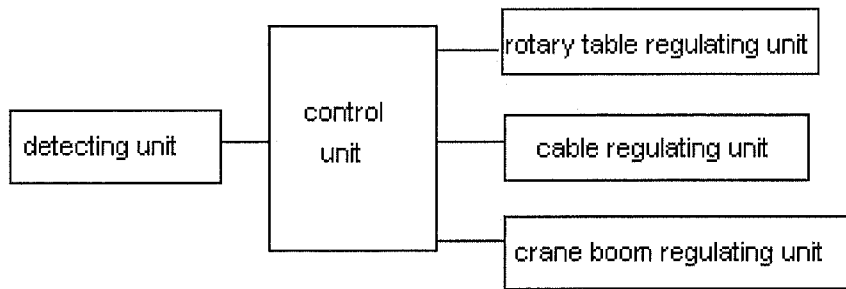 detecting unit
control
unit
rotary table regulating unit
cable regulating unit
crane boom regulating unit